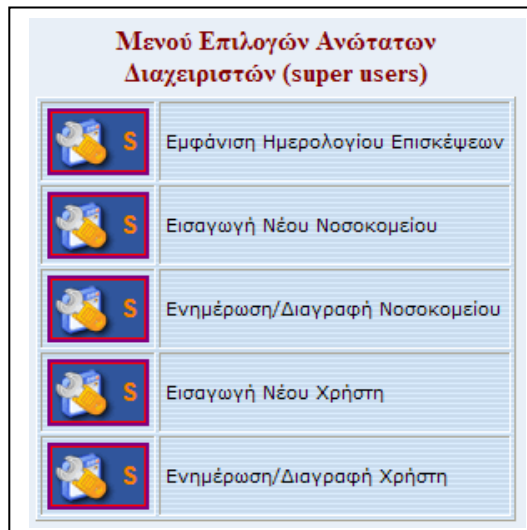 Μενού Επιλογών Ανώτατων
Διαχειριστών (super users)
S Εμφάνιση Ημερολογίου Επισκέψεων
S Εισαγωγή Νέου Νοσοκομείου
S Ενημέρωση/Διαγραφή Νοσοκομείου
S Εισαγωγή Νέου Χρήστη
S Ενημέρωση/Διαγραφή Χρήστη